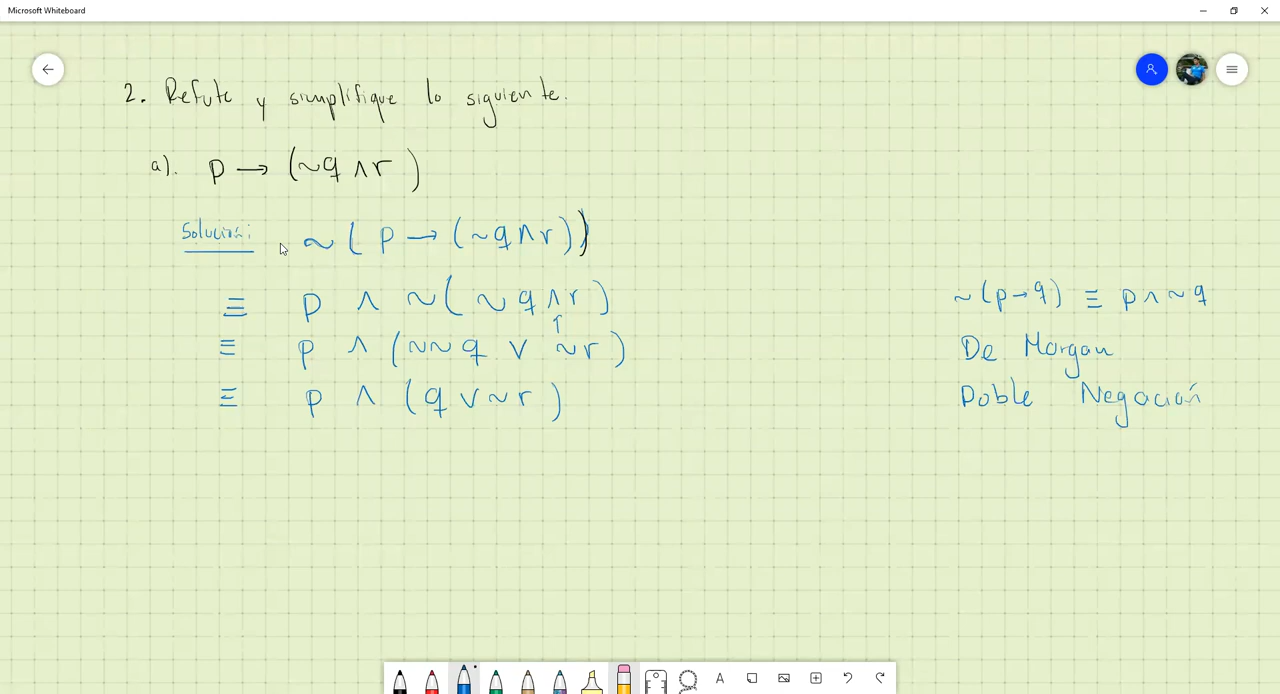 Microsoft Whiteboard
2. Refute y simplifique lo siguiente.
a). p → (~q ∧ r )
Solución: ~ ( p → (~q ∧ r))
≡ p ∧ ~( ~ q ∧ r ) ~(p→q) ≡ p ∧ ~ q
↑
≡ p ∧ (~~ q ∨ ~r ) De Morgan
≡ p ∧ ( q ∨ ~ r ) Doble Negación
A